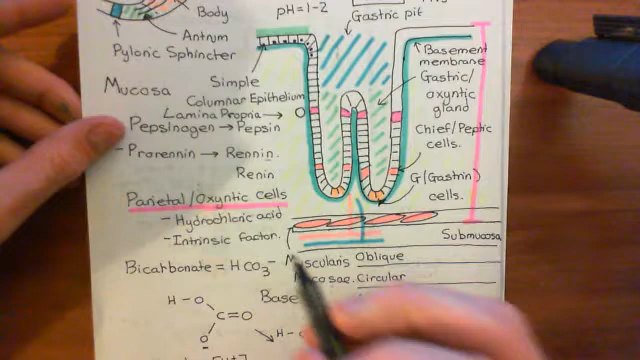 Body
Antrum
Pyloric Sphincter
pH=1-2
Gastric pit
Mucosa
Simple
Columnar Epithelium
Lamina Propria →
Pepsinogen → Pepsin
- Prorennin → Rennin.
Renin
Parietal/Oxyntic cells
- Hydrochloric acid
- Intrinsic factor.
Basement
membrane
Gastric/
oxyntic
gland
Chief/Peptic
cells.
G(Gastrin)
cells.
Submucosa
Muscularis Oblique
Mucosae. Circular
Bicarbonate = HCO3-
Base
H-O
C=O
O
H-O